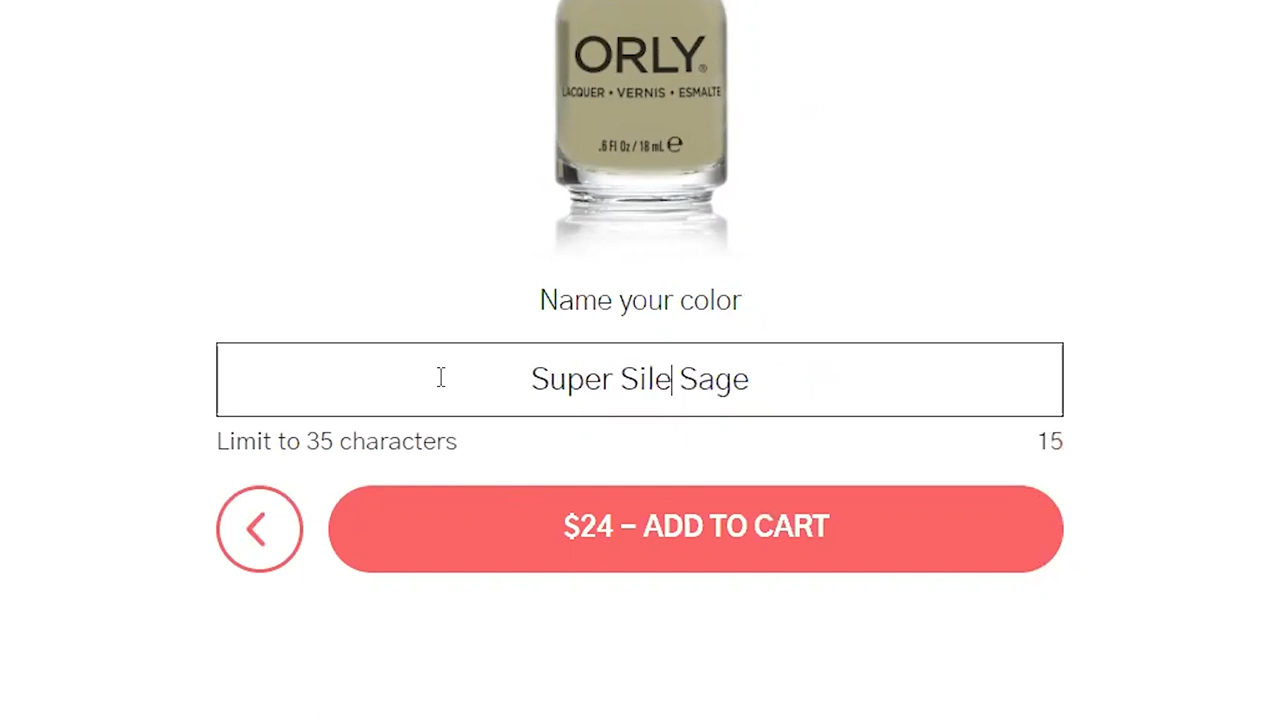 ORLY®
LACQUER • VERNIS • ESMALTE
.6 Fl Oz / 18 mL ℮
Name your color
Super Sile Sage
Limit to 35 characters
15
$24 – ADD TO CART